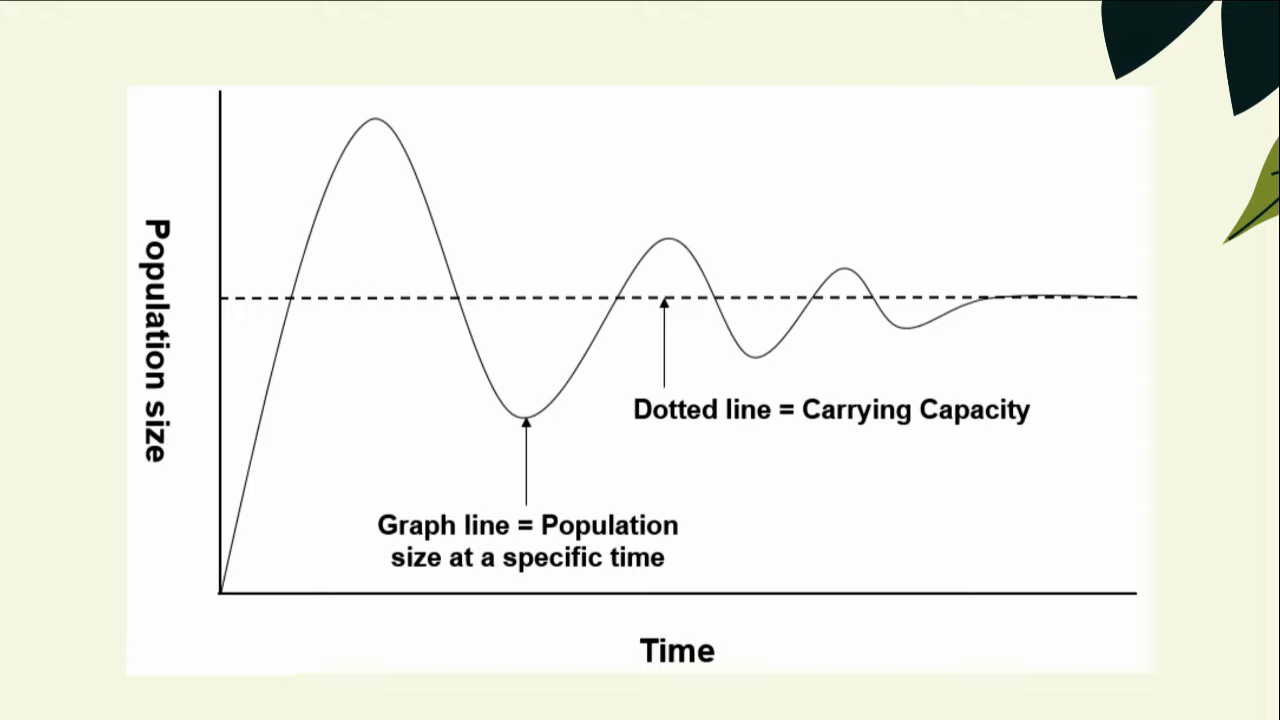 Population size
Dotted line = Carrying Capacity
Graph line = Population
size at a specific time
Time